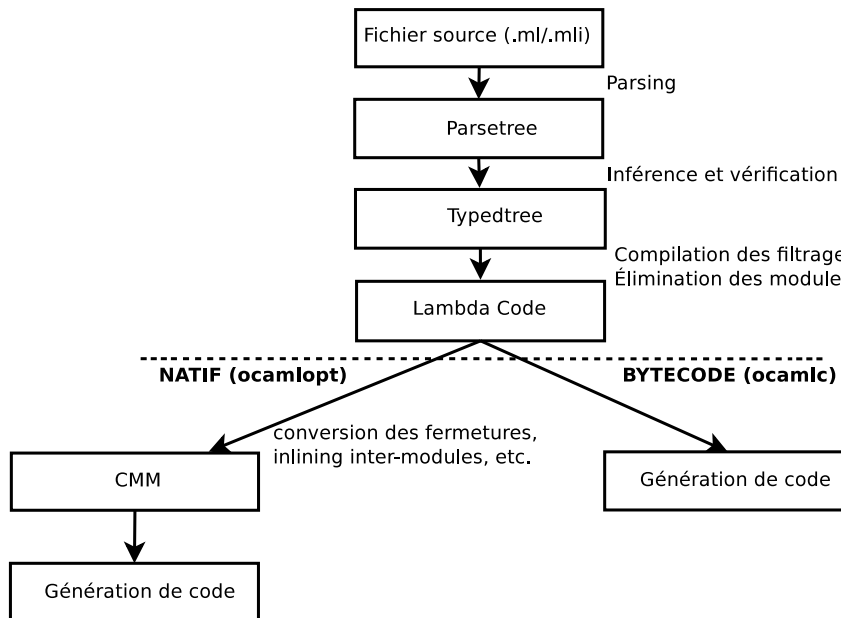 Fichier source (.ml/.mli)
Parsing
Parsetree
Inférence et vérification
Typedtree
Compilation des filtrage
Élimination des module
Lambda Code
NATIF (ocamlopt)
BYTECODE (ocamlc)
conversion des fermetures,
inlining inter-modules, etc.
CMM
Génération de code
Génération de code